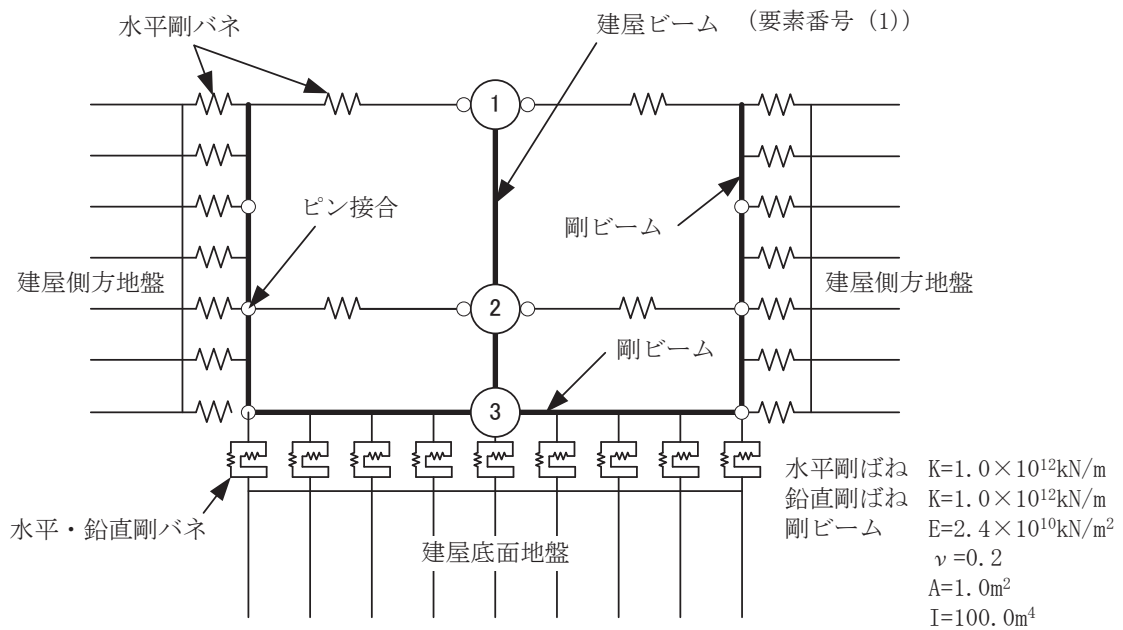 水平剛バネ
建屋ビーム (要素番号 (1))
1
ピン接合
剛ビーム
建屋側方地盤
建屋側方地盤
2
剛ビーム
3
水平・鉛直剛バネ
建屋底面地盤
水平剛ばね K=1.0×10¹²kN/m
鉛直剛ばね K=1.0×10¹²kN/m
剛ビーム E=2.4×10¹⁰kN/m²
ν=0.2
A=1.0m²
I=100.0m⁴